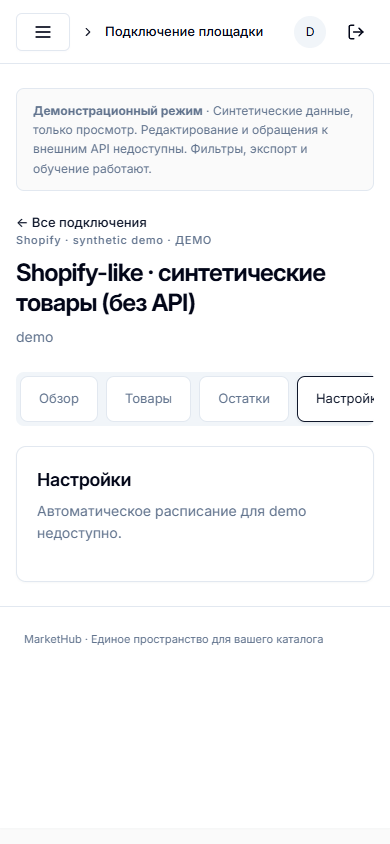 Подключение площадки
D
Демонстрационный режим · Синтетические данные,
только просмотр. Редактирование и обращения к
внешним API недоступны. Фильтры, экспорт и
обучение работают.
← Все подключения
Shopify · synthetic demo · ДЕМО
Shopify-like · синтетические
товары (без API)
demo
Обзор
Товары
Остатки
Настройк
Настройки
Автоматическое расписание для demo
недоступно.
MarketHub · Единое пространство для вашего каталога